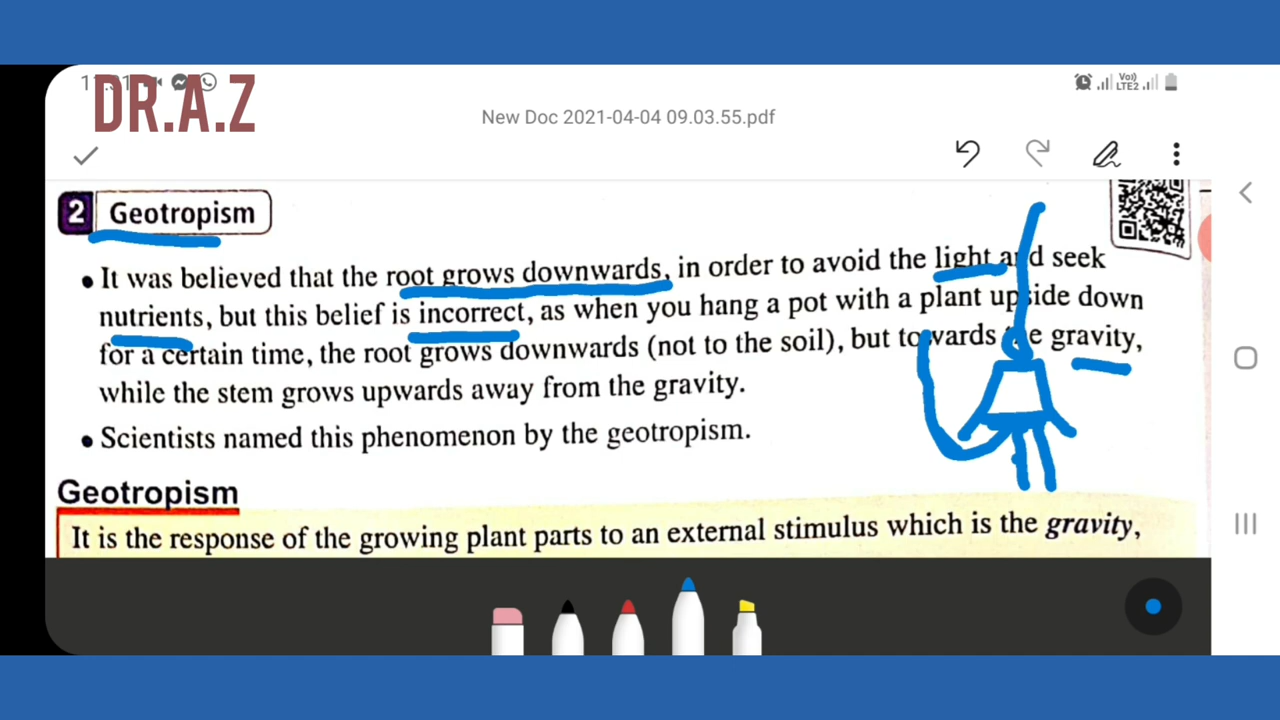 DR.A.Z
VoI) LTE2
New Doc 2021-04-04 09.03.55.pdf
2 Geotropism
• It was believed that the root grows downwards, in order to avoid the light and seek
nutrients, but this belief is incorrect, as when you hang a pot with a plant upside down
for a certain time, the root grows downwards (not to the soil), but towards the gravity,
while the stem grows upwards away from the gravity.
• Scientists named this phenomenon by the geotropism.
Geotropism
It is the response of the growing plant parts to an external stimulus which is the gravity,